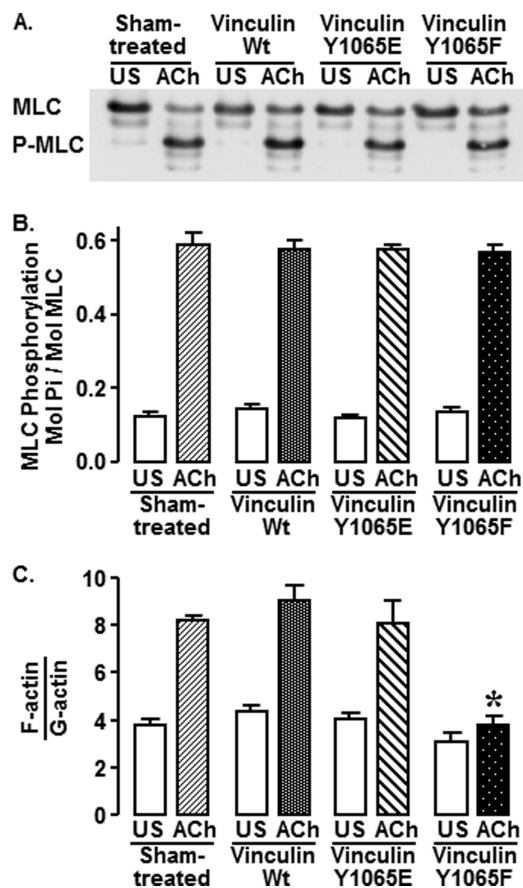 A.
Sham- Vinculin Vinculin Vinculin
treated Wt Y1065E Y1065F
US ACh US ACh US ACh US ACh
MLC
P-MLC
B.
MLC Phosphorylation
Mol Pi / Mol MLC
0.6
0.4
0.2
0.0
US ACh US ACh US ACh US ACh
Sham- Vinculin Vinculin Vinculin
treated Wt Y1065E Y1065F
C.
F-actin
G-actin
10
8
6
4
2
0
*
US ACh US ACh US ACh US ACh
Sham- Vinculin Vinculin Vinculin
treated Wt Y1065E Y1065F